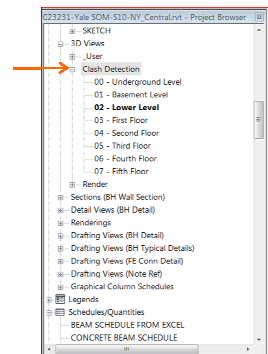 023231-Yale SOM-S10-NY_Central.rvt - Project Browser
SKETCH
3D Views
_User
Clash Detection
00 - Underground Level
01 - Basement Level
02 - Lower Level
03 - First Floor
04 - Second Floor
05 - Third Floor
06 - Fourth Floor
07 - Fifth Floor
Render
Sections (BH Wall Section)
Detail Views (BH Detail)
Renderings
Drafting Views (BH Detail)
Drafting Views (BH Typical Details)
Drafting Views (FE Conn Detail)
Drafting Views (Note Ref)
Graphical Column Schedules
Legends
Schedules/Quantities
BEAM SCHEDULE FROM EXCEL
CONCRETE BEAM SCHEDULE